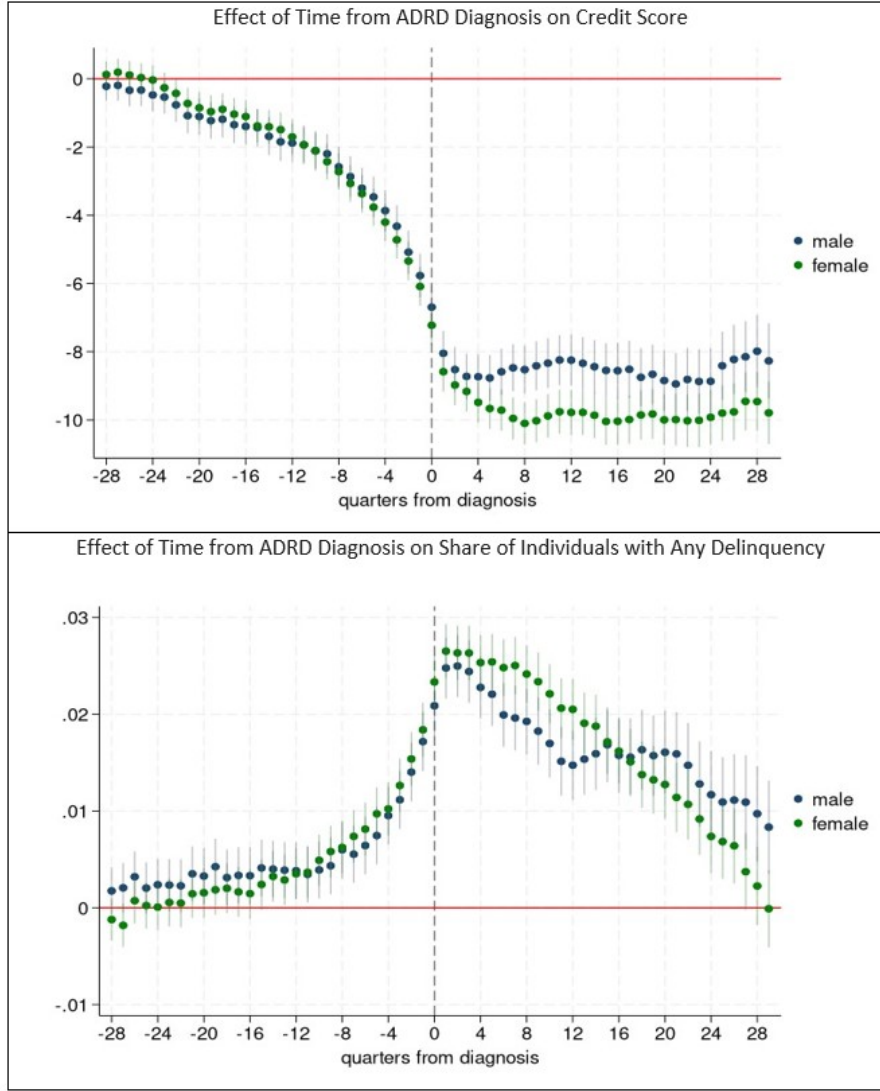 Effect of Time from ADRD Diagnosis on Credit Score
0
-2
-4
-6
-8
-10
-28 -24 -20 -16 -12 -8 -4 0 4 8 12 16 20 24 28
quarters from diagnosis
male
female
Effect of Time from ADRD Diagnosis on Share of Individuals with Any Delinquency
.03
.02
.01
0
-.01
-28 -24 -20 -16 -12 -8 -4 0 4 8 12 16 20 24 28
quarters from diagnosis
male
female